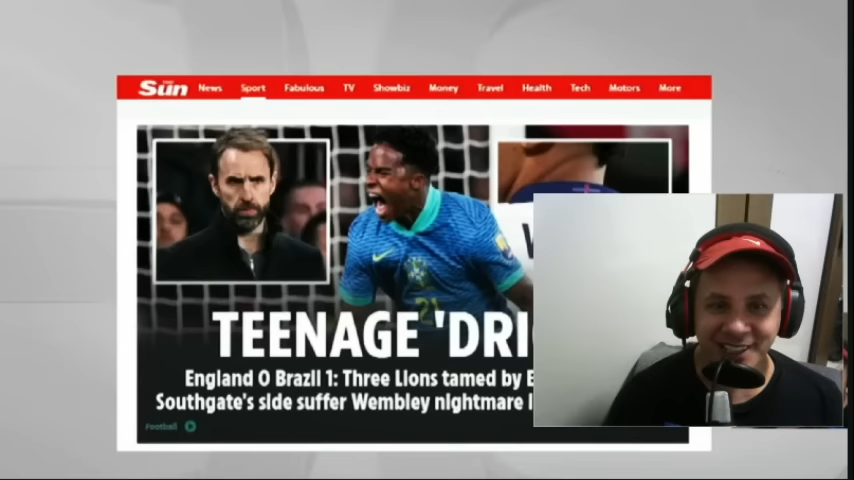 THE Sun
News Sport Fabulous TV Showbiz Money Travel Health Tech Motors More
21
TEENAGE 'DRI
England 0 Brazil 1: Three Lions tamed by E
Southgate's side suffer Wembley nightmare
Football